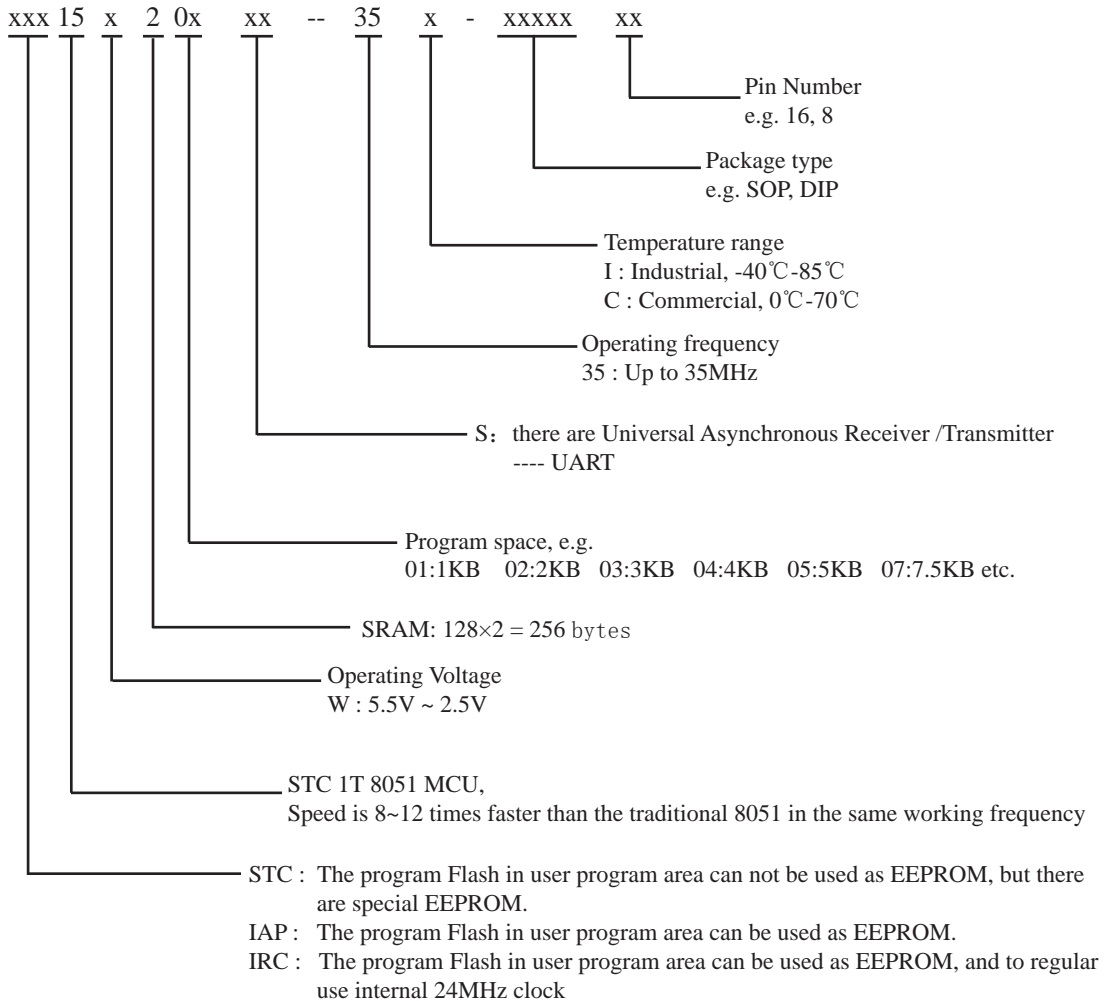 xxx 15 x 2 0x xx -- 35 x - xxxxx xx
Pin Number
e.g. 16, 8
Package type
e.g. SOP, DIP
Temperature range
I : Industrial, -40℃-85℃
C : Commercial, 0℃-70℃
Operating frequency
35 : Up to 35MHz
S： there are Universal Asynchronous Receiver /Transmitter
---- UART
Program space, e.g.
01:1KB 02:2KB 03:3KB 04:4KB 05:5KB 07:7.5KB etc.
SRAM: 128×2 = 256 bytes
Operating Voltage
W : 5.5V ~ 2.5V
STC 1T 8051 MCU,
Speed is 8~12 times faster than the traditional 8051 in the same working frequency
STC : The program Flash in user program area can not be used as EEPROM, but there
are special EEPROM.
IAP : The program Flash in user program area can be used as EEPROM.
IRC : The program Flash in user program area can be used as EEPROM, and to regular
use internal 24MHz clock